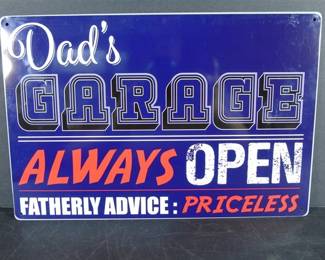 Dad's
GARAGE
ALWAYS OPEN
FATHERLY ADVICE: PRICELESS